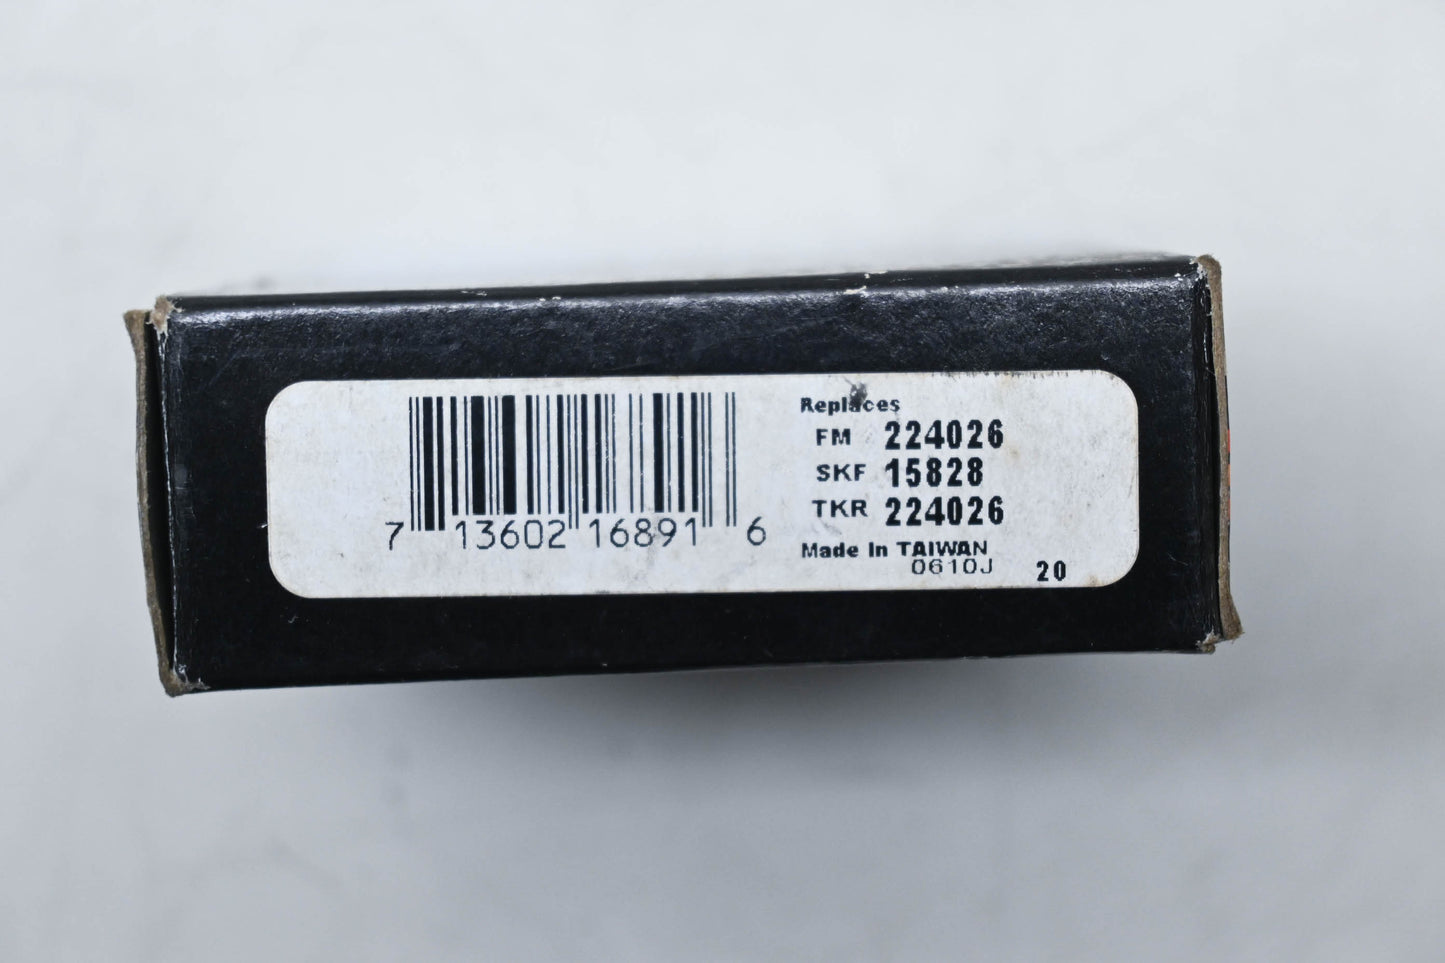 7 13602 16891 6
Replaces
FM 224026
SKF 15828
TKR 224026
Made In TAIWAN
0610J 20